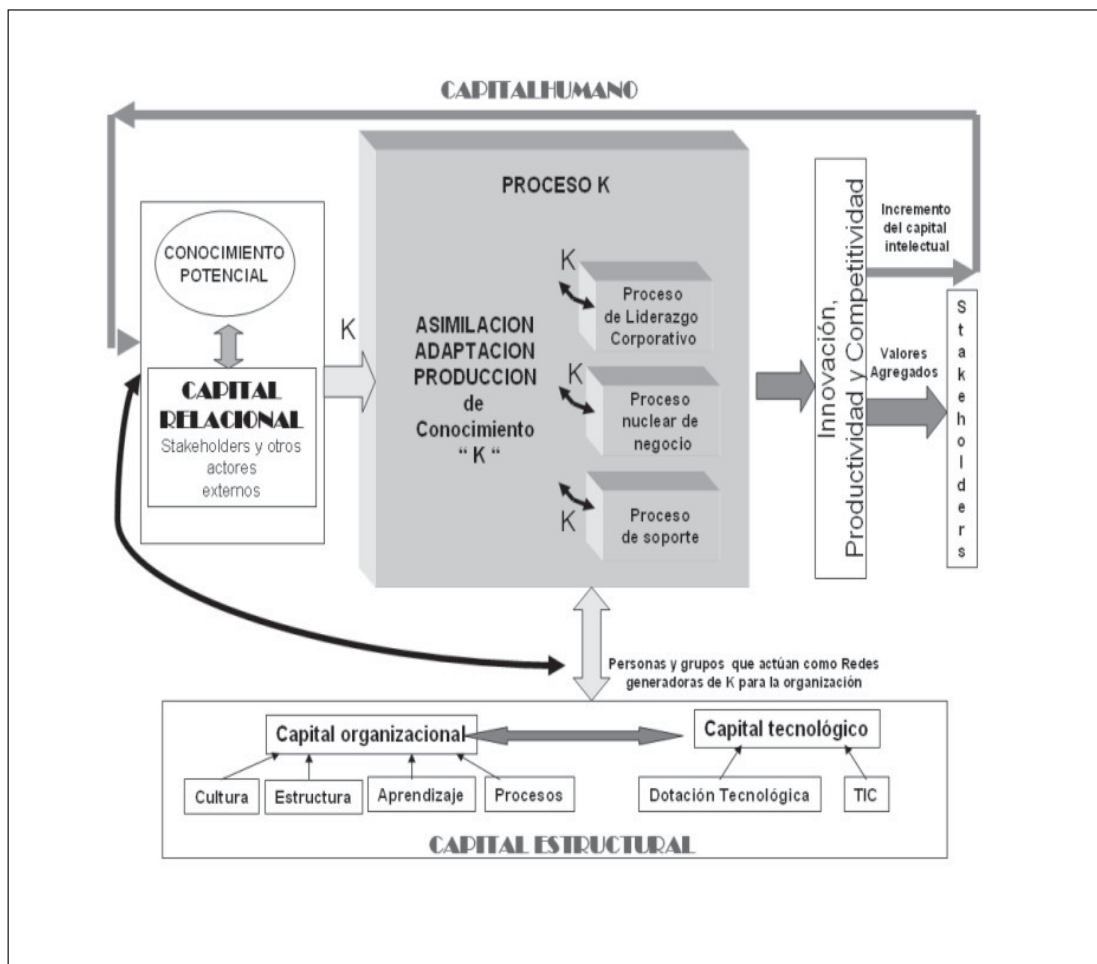 CAPITALHUMANO
CONOCIMIENTO
POTENCIAL
CAPITAL
RELACIONAL
Stakeholders y otros
actores
externos
K
PROCESO K
ASIMILACION
ADAPTACION
PRODUCCION
de
Conocimiento
“ K “
K
Proceso
de Liderazgo
Corporativo
K
Proceso
nuclear de
negocio
K
Proceso
de soporte
Innovación,
Productividad y Competitividad
Incremento
del capital
intelectual
Valores
Agregados
Stakeholders
Personas y grupos que actúan como Redes
generadoras de K para la organización
Capital organizacional
Capital tecnológico
Cultura
Estructura
Aprendizaje
Procesos
Dotación Tecnológica
TIC
CAPITAL ESTRUCTURAL